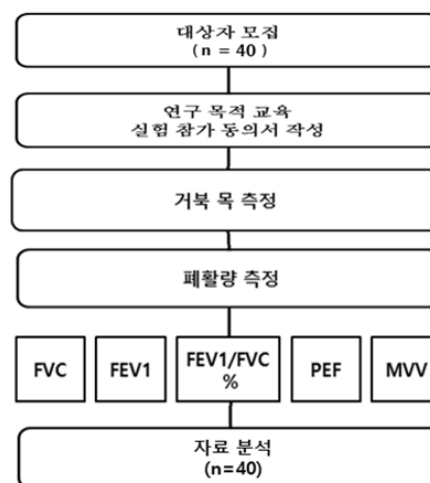 대상자 모집
( n = 40 )
연구 목적 교육
실험 참가 동의서 작성
거북 목 측정
폐활량 측정
FVC
FEV1
FEV1/FVC
%
PEF
MVV
자료 분석
(n=40)